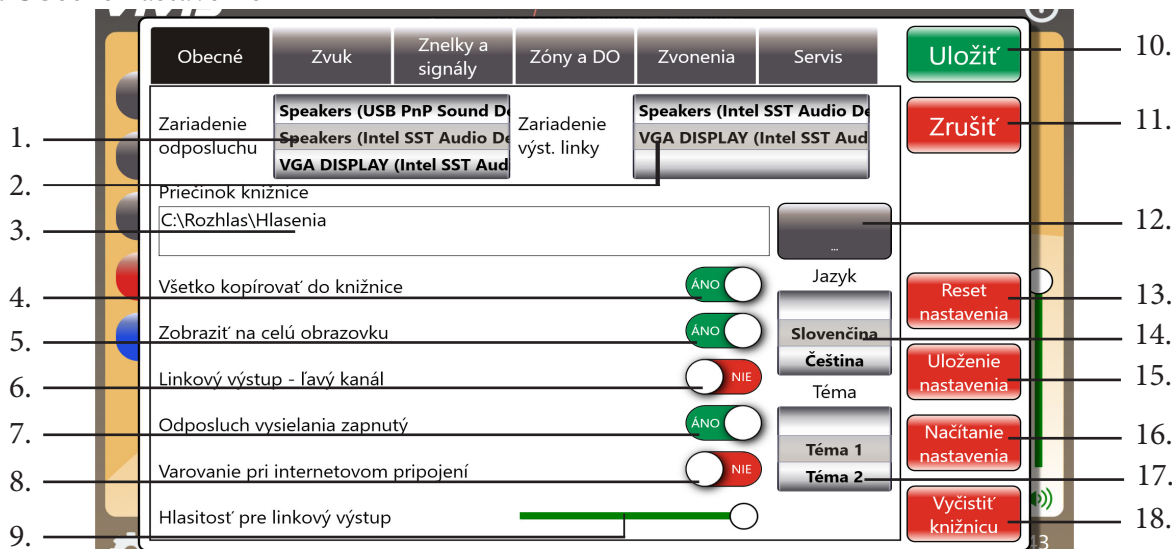 Obecné
Zvuk
Znelky a
signály
Zóny a DO
Zvonenia
Servis
Uložiť
10.
Zariadenie
odposluchu
Speakers (USB PnP Sound De
Speakers (Intel SST Audio De
VGA DISPLAY (Intel SST Aud
Zariadenie
výst. linky
Speakers (Intel SST Audio De
VGA DISPLAY (Intel SST Aud
Zrušiť
11.
1.
2.
Priečinok knižnice
C:\Rozhlas\Hlasenia
3.
...
12.
Všetko kopírovať do knižnice
ÁNO
4.
Jazyk
Slovenčina
Čeština
Reset
nastavenia
13.
14.
Zobraziť na celú obrazovku
ÁNO
5.
Linkový výstup - ľavý kanál
NIE
6.
Téma
Téma 1
Téma 2
Uloženie
nastavenia
15.
Odposluch vysielania zapnutý
ÁNO
7.
Načítanie
nastavenia
16.
Varovanie pri internetovom pripojení
NIE
8.
17.
Hlasitosť pre linkový výstup
9.
Vyčistiť
knižnicu
18.